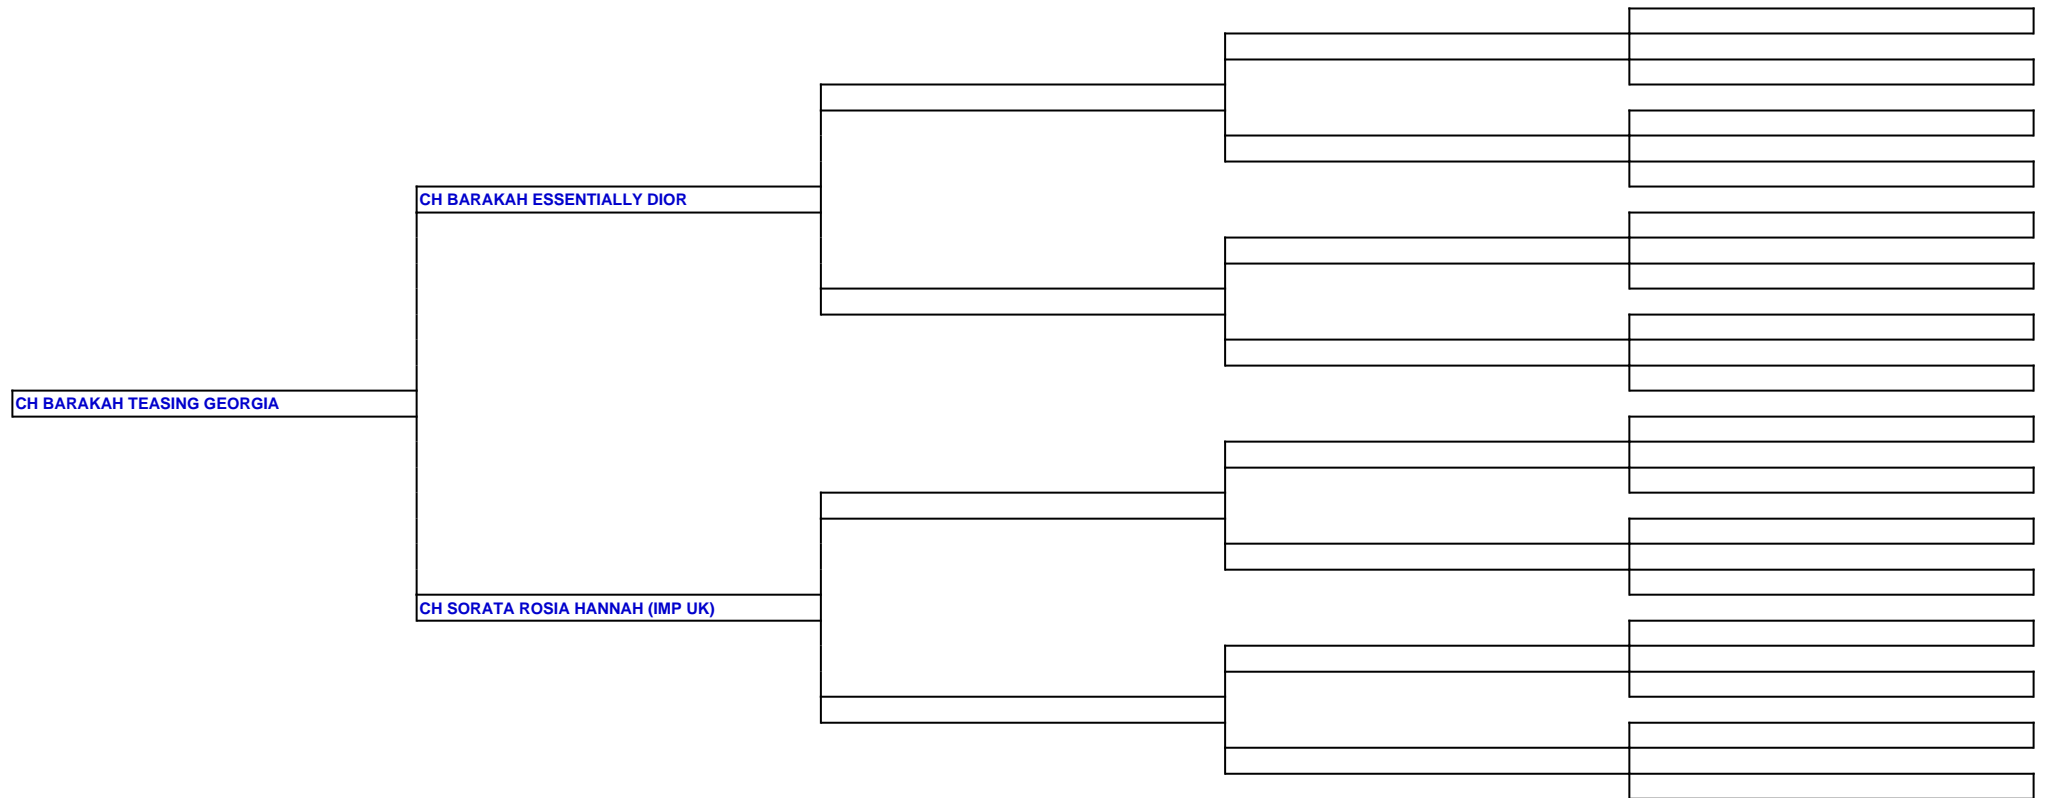 CH BARAKAH ESSENTIALLY DIOR
CH BARAKAH TEASING GEORGIA
CH SORATA ROSIA HANNAH (IMP UK)